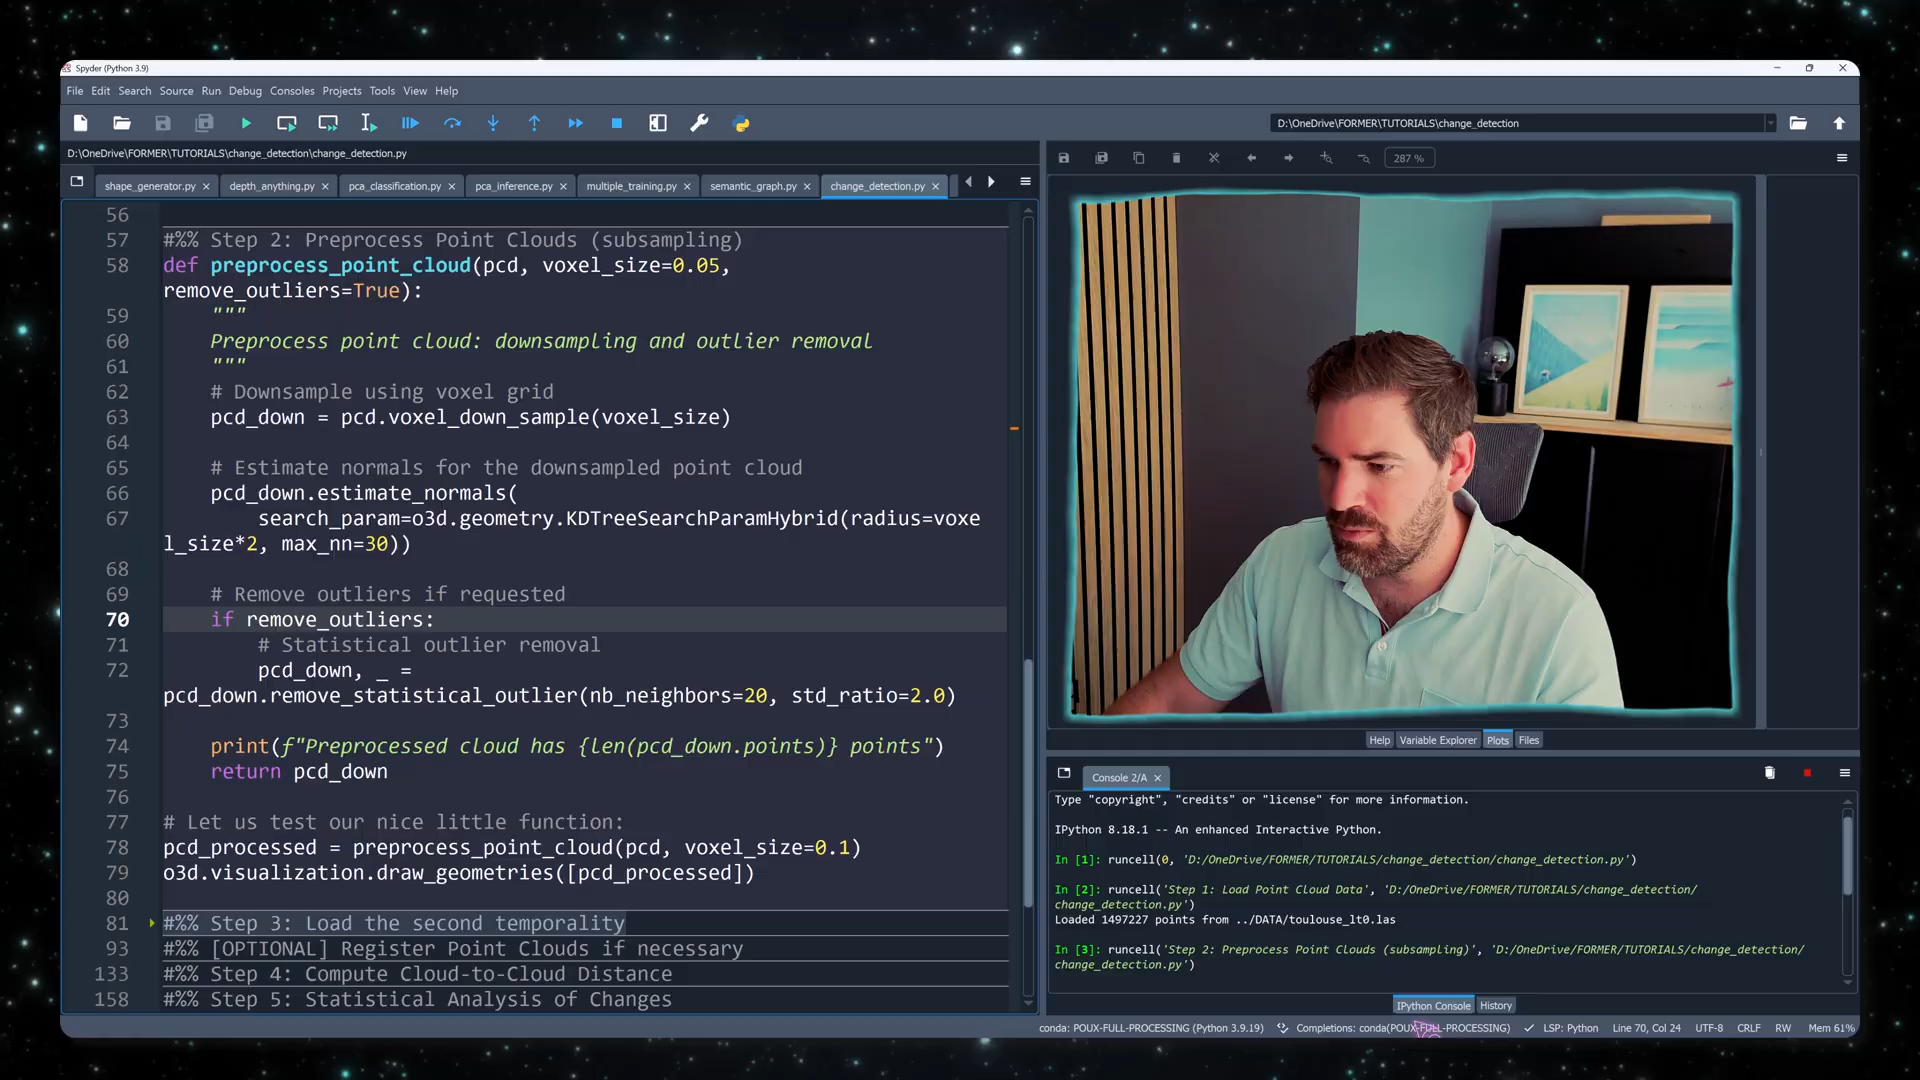 Spyder (Python 3.9)
File Edit Search Source Run Debug Consoles Projects Tools View Help
D:\OneDrive\FORMER\TUTORIALS\change_detection
D:\OneDrive\FORMER\TUTORIALS\change_detection\change_detection.py
287 %
shape_generator.py depth_anything.py pca_classification.py pca_inference.py multiple_training.py semantic_graph.py change_detection.py
56
57 #%% Step 2: Preprocess Point Clouds (subsampling)
58 def preprocess_point_cloud(pcd, voxel_size=0.05,
remove_outliers=True):
59 """
60 Preprocess point cloud: downsampling and outlier removal
61 """
62 # Downsample using voxel grid
63 pcd_down = pcd.voxel_down_sample(voxel_size)
64
65 # Estimate normals for the downsampled point cloud
66 pcd_down.estimate_normals(
67 search_param=o3d.geometry.KDTreeSearchParamHybrid(radius=voxe
l_size*2, max_nn=30))
68
69 # Remove outliers if requested
70 if remove_outliers:
71 # Statistical outlier removal
72 pcd_down, _ =
pcd_down.remove_statistical_outlier(nb_neighbors=20, std_ratio=2.0)
73
74 print(f"Preprocessed cloud has {len(pcd_down.points)} points")
75 return pcd_down
76
77 # Let us test our nice little function:
78 pcd_processed = preprocess_point_cloud(pcd, voxel_size=0.1)
79 o3d.visualization.draw_geometries([pcd_processed])
80
81 #%% Step 3: Load the second temporality
93 #%% [OPTIONAL] Register Point Clouds if necessary
133 #%% Step 4: Compute Cloud-to-Cloud Distance
158 #%% Step 5: Statistical Analysis of Changes
Help Variable Explorer Plots Files
Console 2/A
Type "copyright", "credits" or "license" for more information.
IPython 8.18.1 -- An enhanced Interactive Python.
In [1]: runcell(0, 'D:/OneDrive/FORMER/TUTORIALS/change_detection/change_detection.py')
In [2]: runcell('Step 1: Load Point Cloud Data', 'D:/OneDrive/FORMER/TUTORIALS/change_detection/
change_detection.py')
Loaded 1497227 points from ../DATA/toulouse_lt0.las
In [3]: runcell('Step 2: Preprocess Point Clouds (subsampling)', 'D:/OneDrive/FORMER/TUTORIALS/change_detection/
change_detection.py')
IPython Console History
conda: POUX-FULL-PROCESSING (Python 3.9.19) Completions: conda(POUX-FULL-PROCESSING) LSP: Python Line 70, Col 24 UTF-8 CRLF RW Mem 61%